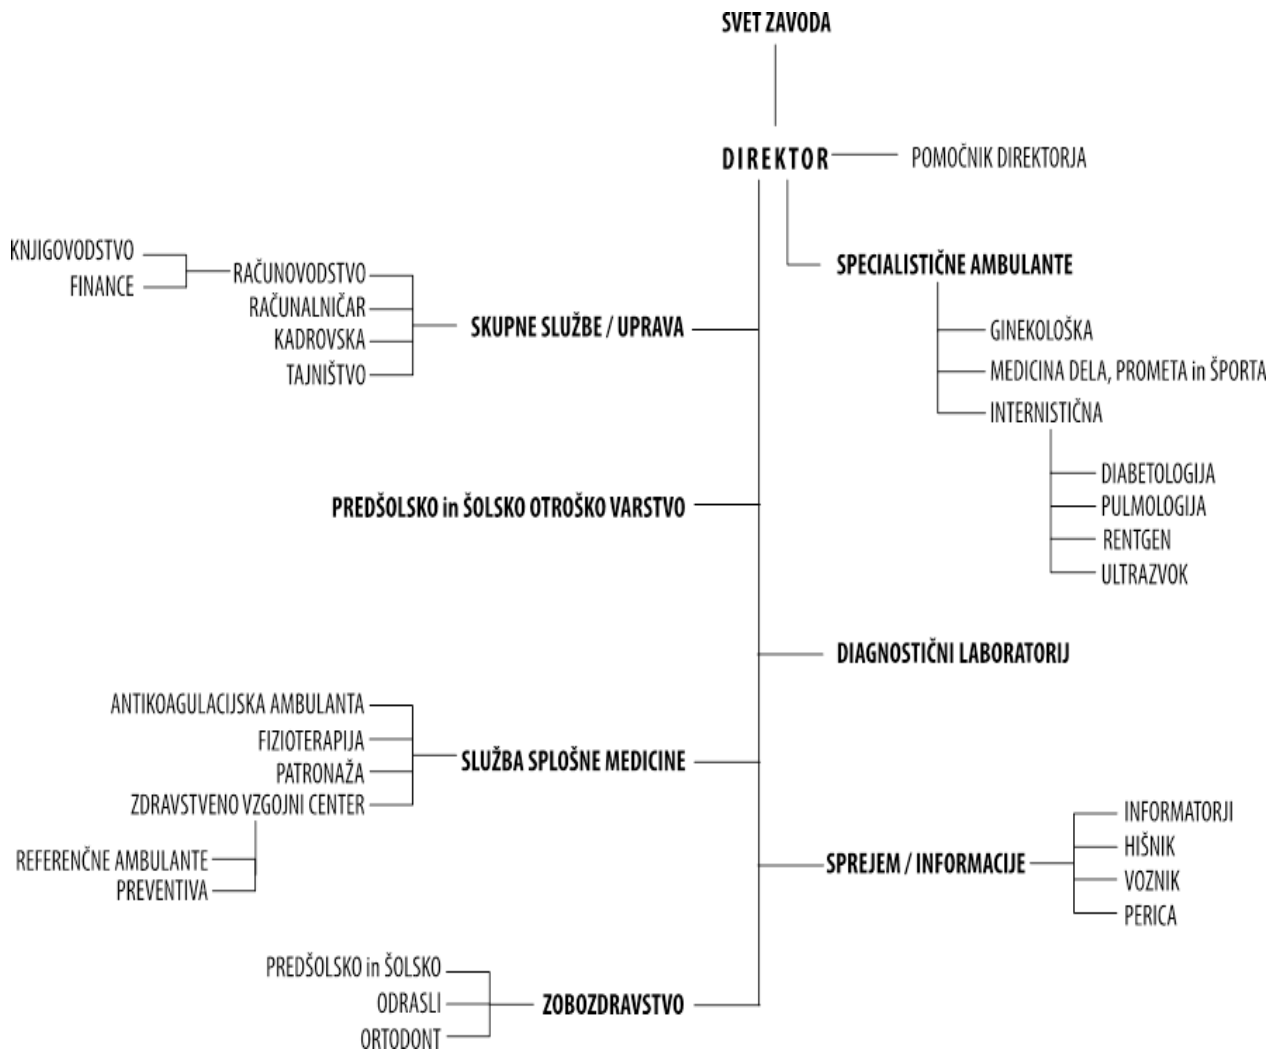 SVET ZAVODA
DIREKTOR
POMOČNIK DIREKTORJA
KNJIGOVODSTVO
FINANCE
RAČUNOVODSTVO
RAČUNALNIČAR
KADROVSKA
TAJNIŠTVO
SKUPNE SLUŽBE / UPRAVA
SPECIALISTIČNE AMBULANTE
GINEKOLOŠKA
MEDICINA DELA, PROMETA in ŠPORTA
INTERNISTIČNA
DIABETOLOGIJA
PULMOLOGIJA
RENTGEN
ULTRAZVOK
PREDŠOLSKO in ŠOLSKO OTROŠKO VARSTVO
DIAGNOSTIČNI LABORATORIJ
ANTIKOAGULACIJSKA AMBULANTA
FIZIOTERAPIJA
PATRONAŽA
ZDRAVSTVENO VZGOJNI CENTER
REFERENČNE AMBULANTE
PREVENTIVA
SLUŽBA SPLOŠNE MEDICINE
SPREJEM / INFORMACIJE
INFORMATORJI
HIŠNIK
VOZNIK
PERICA
PREDŠOLSKO in ŠOLSKO
ODRASLI
ORTODONT
ZOBOZDRAVSTVO